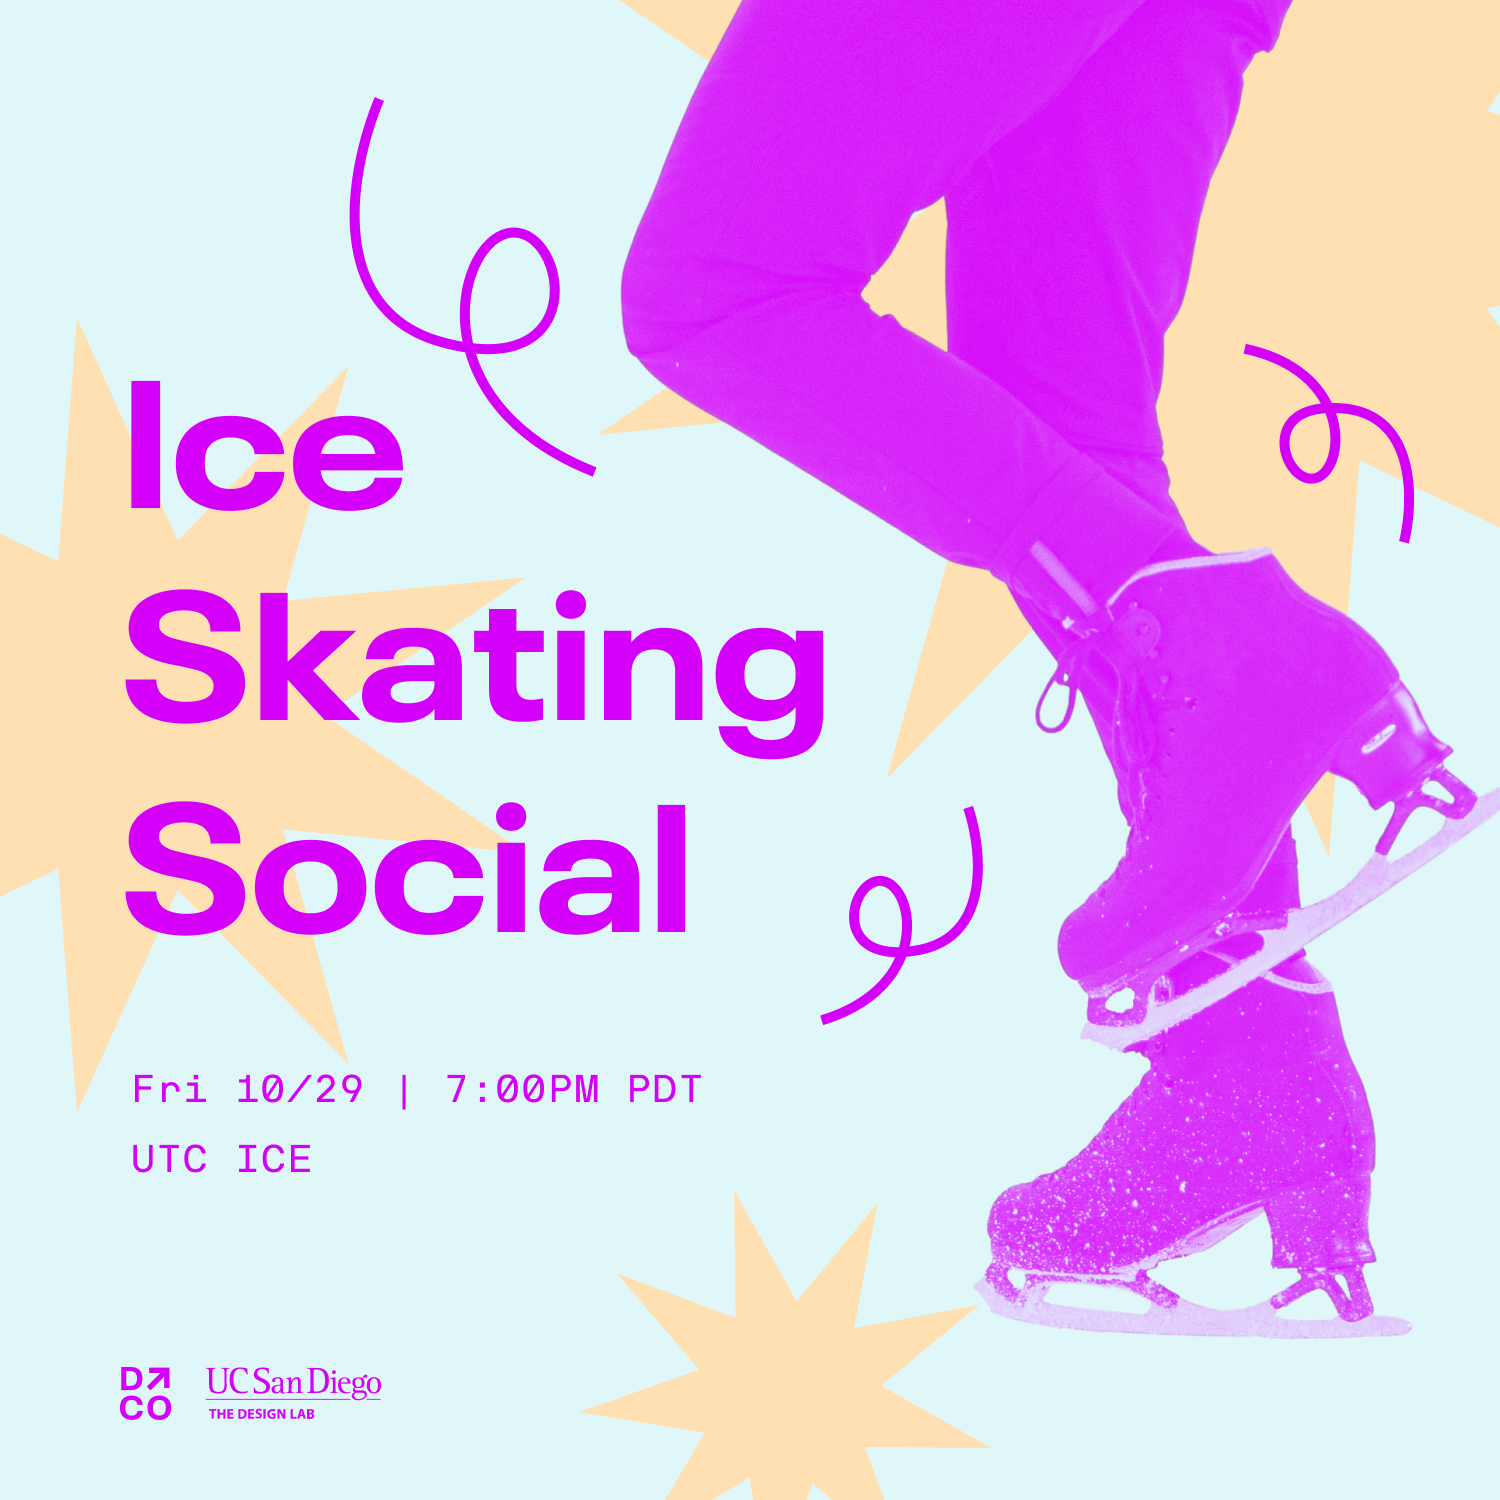 Ice
Skating
Social
Fri 10/29 | 7:00PM PDT
UTC ICE
D↗
CO
UC San Diego
THE DESIGN LAB